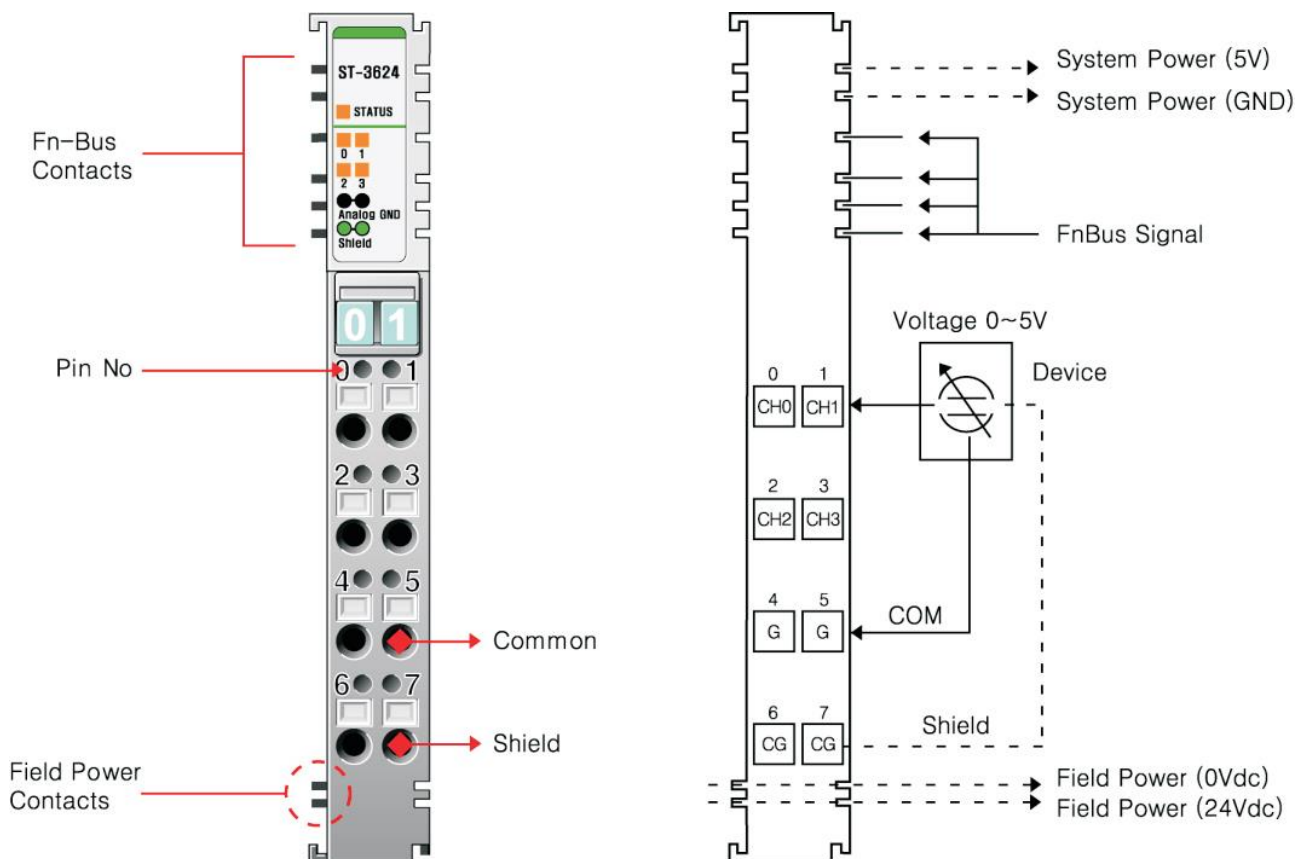 ST-3624
STATUS
0 1
2 3
Analog GND
Shield
01
0 1
2 3
4 5
6 7
Fn-Bus
Contacts
Pin No
Common
Shield
Field Power
Contacts
System Power (5V)
System Power (GND)
FnBus Signal
Voltage 0~5V
Device
0 1
CH0 CH1
2 3
CH2 CH3
4 5
G G
COM
6 7
CG CG
Shield
Field Power (0Vdc)
Field Power (24Vdc)